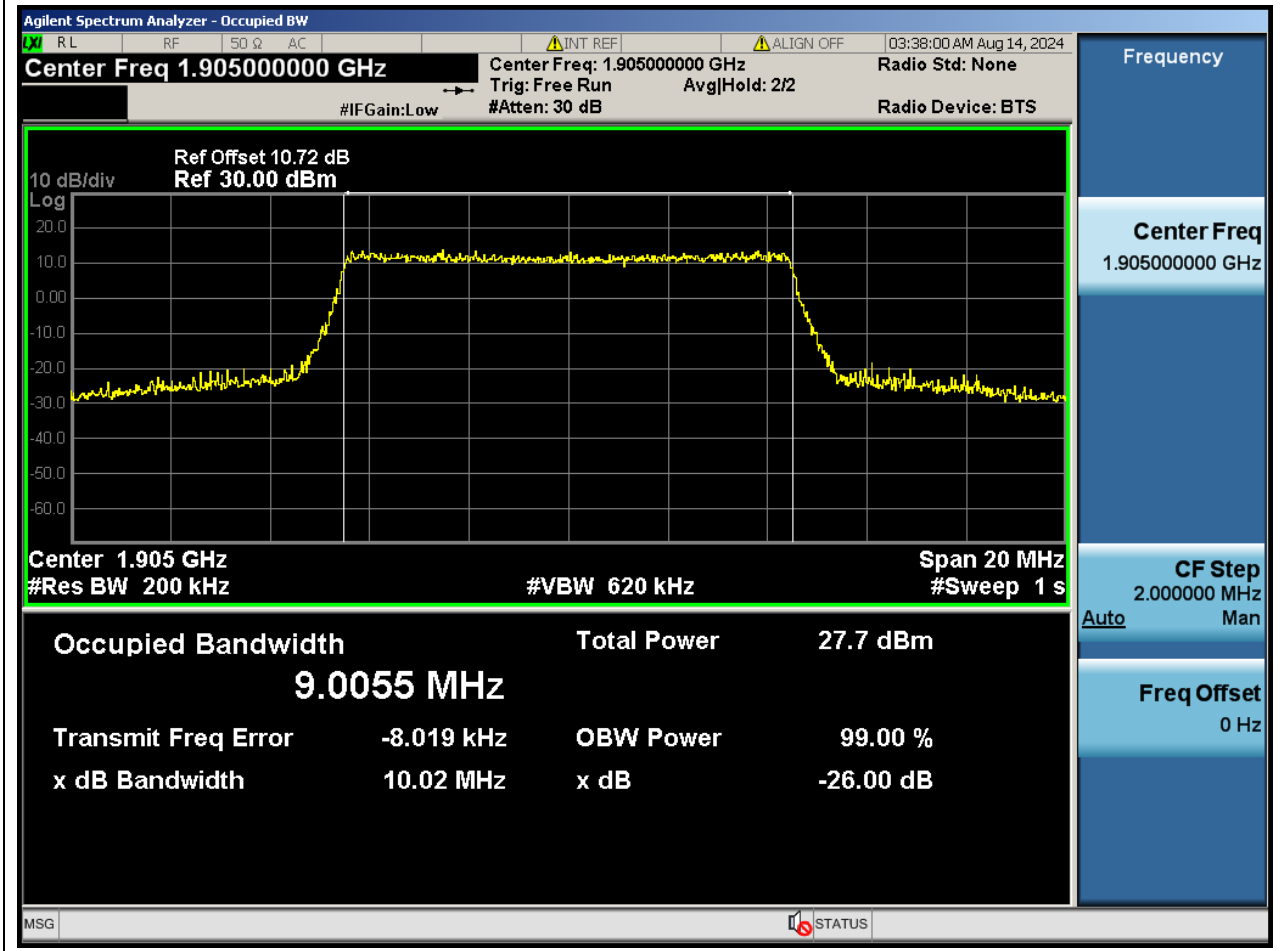 Agilent Spectrum Analyzer - Occupied BW
LXI RL RF 50 Ω AC INT REF ALIGN OFF 03:38:00 AM Aug 14, 2024
Center Freq 1.905000000 GHz
Center Freq: 1.905000000 GHz
Radio Std: None
Trig: Free Run Avg|Hold: 2/2
#IFGain:Low
#Atten: 30 dB
Radio Device: BTS
Ref Offset 10.72 dB
10 dB/div Ref 30.00 dBm
Log
20.0
10.0
0.00
-10.0
-20.0
-30.0
-40.0
-50.0
-60.0
Center 1.905 GHz Span 20 MHz
#Res BW 200 kHz #VBW 620 kHz #Sweep 1 s
Occupied Bandwidth Total Power 27.7 dBm
9.0055 MHz
Transmit Freq Error -8.019 kHz OBW Power 99.00 %
x dB Bandwidth 10.02 MHz x dB -26.00 dB
Frequency
Center Freq
1.905000000 GHz
CF Step
2.000000 MHz
Auto Man
Freq Offset
0 Hz
MSG STATUS